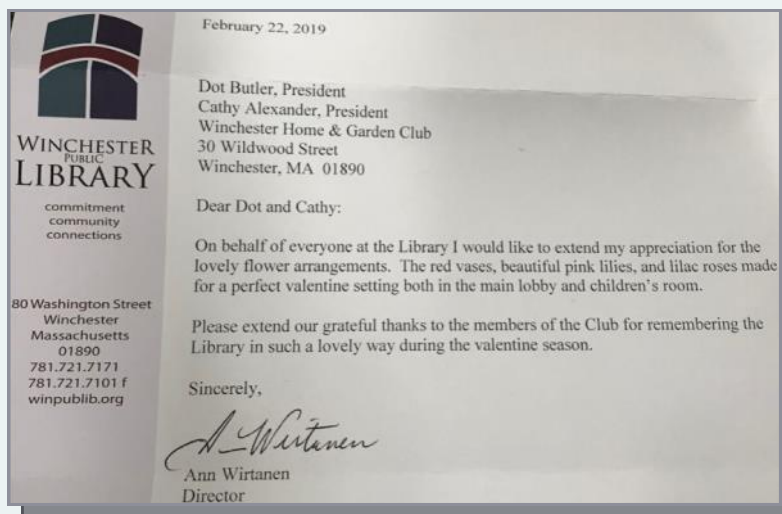 WINCHESTER
PUBLIC
LIBRARY
commitment
community
connections
80 Washington Street
Winchester
Massachusetts
01890
781.721.7171
781.721.7101 f
winpublib.org
February 22, 2019
Dot Butler, President
Cathy Alexander, President
Winchester Home & Garden Club
30 Wildwood Street
Winchester, MA 01890
Dear Dot and Cathy:
On behalf of everyone at the Library I would like to extend my appreciation for the
lovely flower arrangements. The red vases, beautiful pink lilies, and lilac roses made
for a perfect valentine setting both in the main lobby and children's room.
Please extend our grateful thanks to the members of the Club for remembering the
Library in such a lovely way during the valentine season.
Sincerely,
A Wirtanen
Ann Wirtanen
Director